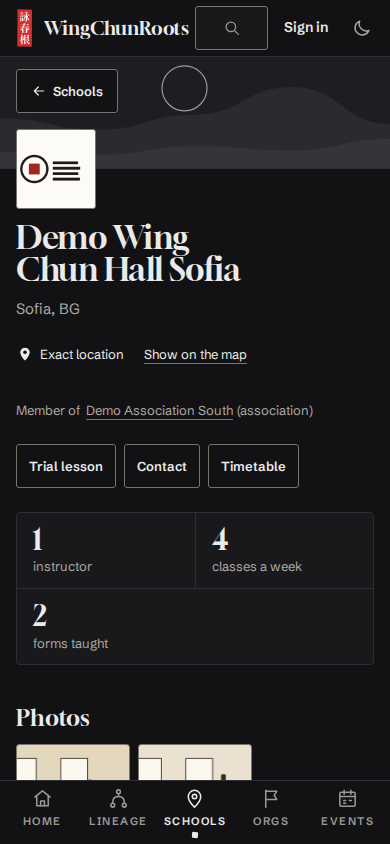 詠春根
WingChunRoots
Sign in
Schools
Demo Wing
Chun Hall Sofia
Sofia, BG
Exact location Show on the map
Member of Demo Association South (association)
Trial lesson Contact Timetable
1
instructor
4
classes a week
2
forms taught
Photos
HOME LINEAGE SCHOOLS ORGS EVENTS